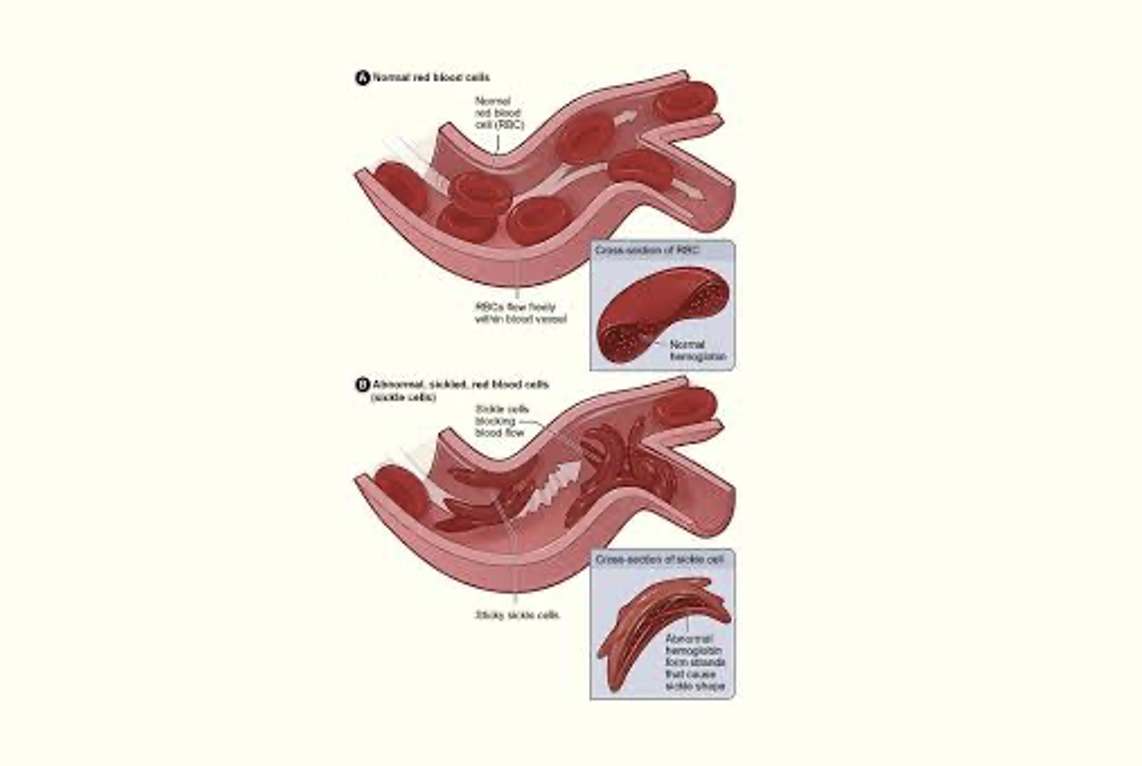 A Normal red blood cells
Normal
red blood
cell (RBC)
RBCs flow freely
within blood vessel
Cross-section of RBC
Normal
hemoglobin
B Abnormal, sickled, red blood cells
(sickle cells)
Sickle cells
blocking
blood flow
Sticky sickle cells
Cross-section of sickle cell
Abnormal
hemoglobin
form strands
that cause
sickle shape